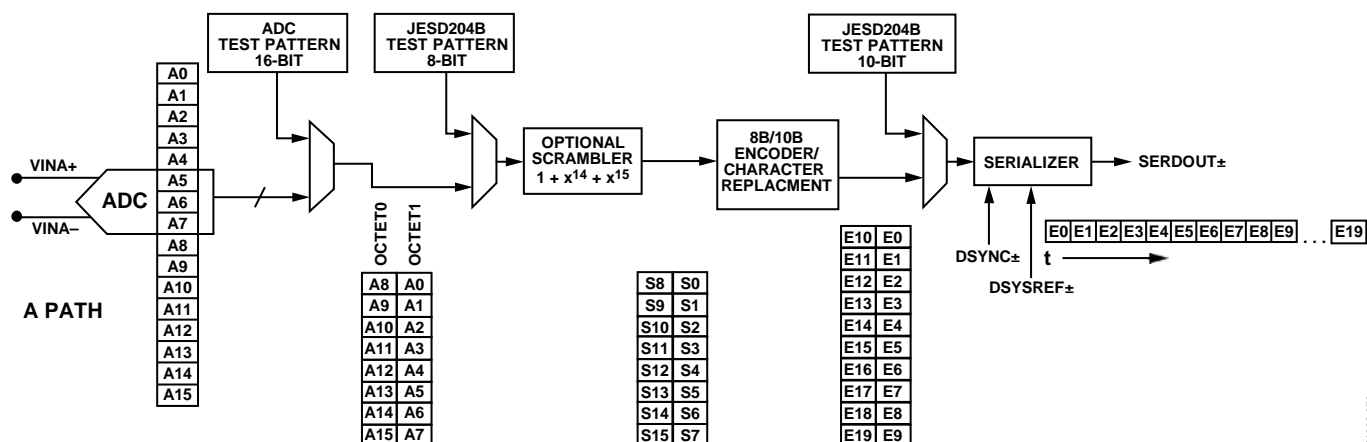 ADC
TEST PATTERN
16-BIT
JESD204B
TEST PATTERN
8-BIT
JESD204B
TEST PATTERN
10-BIT
A0
A1
A2
A3
A4
A5
A6
A7
A8
A9
A10
A11
A12
A13
A14
A15
VINA+
ADC
VINA–
A PATH
OPTIONAL
SCRAMBLER
1 + x14 + x15
8B/10B
ENCODER/
CHARACTER
REPLACMENT
SERIALIZER
SERDOUT±
DSYNC±
DSYSREF±
E0 E1 E2 E3 E4 E5 E6 E7 E8 E9 . . . E19
t
OCTET0
OCTET1
A8 A0
A9 A1
A10 A2
A11 A3
A12 A4
A13 A5
A14 A6
A15 A7
S8 S0
S9 S1
S10 S2
S11 S3
S12 S4
S13 S5
S14 S6
S15 S7
E10 E0
E11 E1
E12 E2
E13 E3
E14 E4
E15 E5
E16 E6
E17 E7
E18 E8
E19 E9